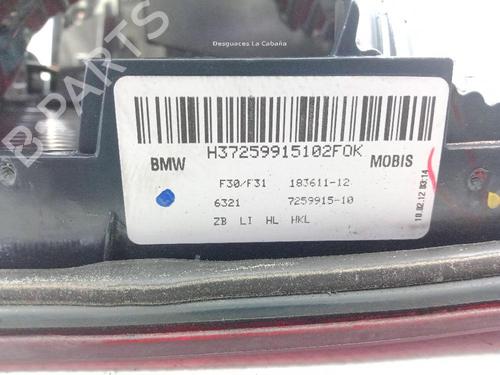 Desguaces La Cabaña
B-PARTS
H37259915102FOK
BMW MOBIS
F30/F31 183611-12
6321 7259915-10
ZB LI HL HKL
10.02.12 03:14